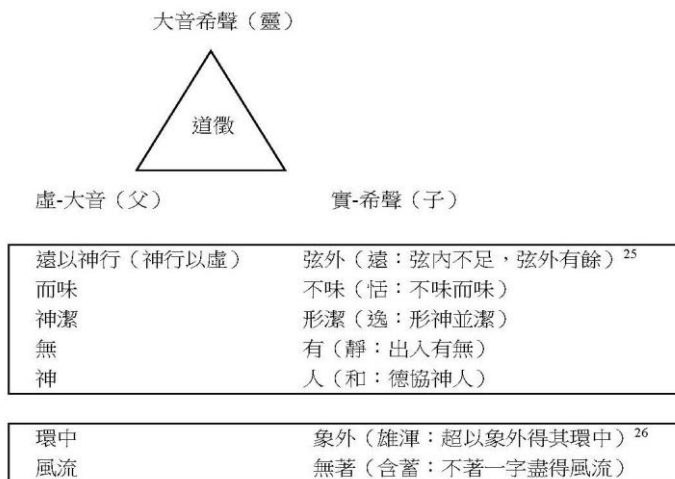 大音希聲（靈）
道徵
虛-大音（父） 實-希聲（子）
遠以神行（神行以虛） 弦外（遠：弦內不足，弦外有餘）25
而味 不味（恬：不味而味）
神潔 形潔（逸：形神並潔）
無 有（靜：出入有無）
神 人（和：德協神人）
環中 象外（雄渾：超以象外得其環中）26
風流 無著（含蓄：不著一字盡得風流）